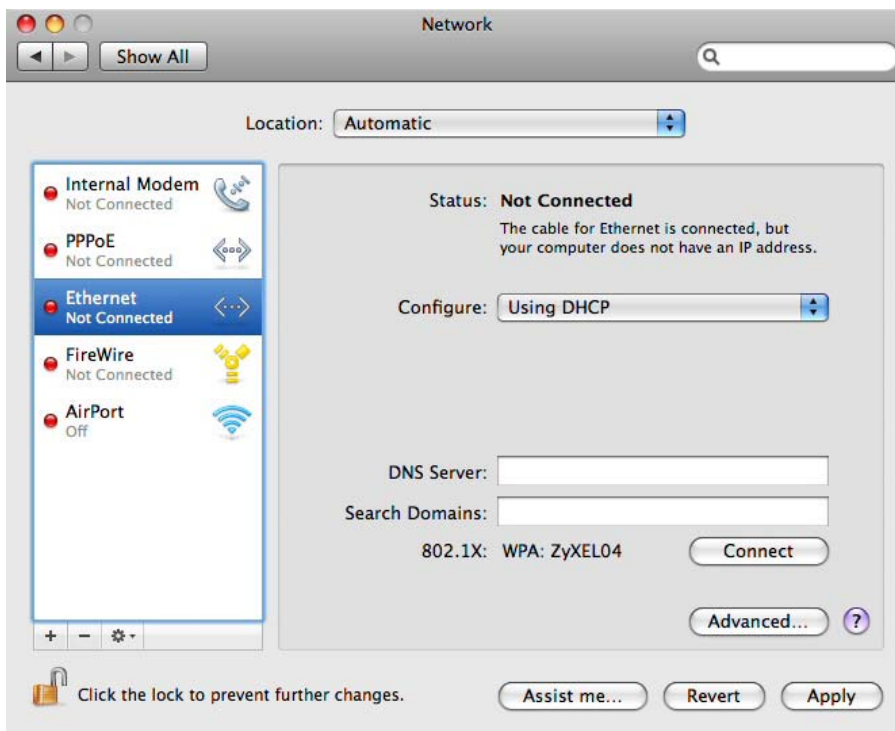 Network
Show All
Location: Automatic
Internal Modem
Not Connected
PPPoE
Not Connected
Ethernet
Not Connected
FireWire
Not Connected
AirPort
Off
Status: Not Connected
The cable for Ethernet is connected, but
your computer does not have an IP address.
Configure: Using DHCP
DNS Server:
Search Domains:
802.1X: WPA: ZyXEL04 Connect
Advanced... ?
+ −
Click the lock to prevent further changes.
Assist me... Revert Apply